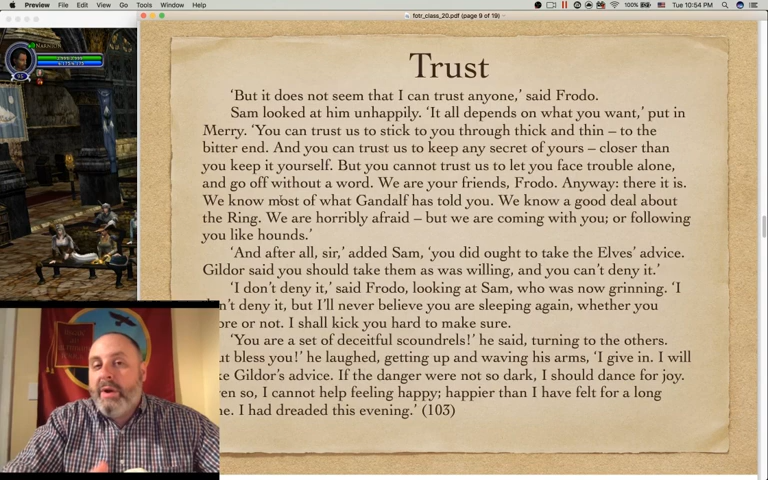 Preview File Edit View Go Tools Window Help
100% Tue 10:54 PM
fotr_class_20.pdf (page 9 of 19)
Trust
‘But it does not seem that I can trust anyone,’ said Frodo.
Sam looked at him unhappily. ‘It all depends on what you want,’ put in
Merry. ‘You can trust us to stick to you through thick and thin – to the
bitter end. And you can trust us to keep any secret of yours – closer than
you keep it yourself. But you cannot trust us to let you face trouble alone,
and go off without a word. We are your friends, Frodo. Anyway: there it is.
We know most of what Gandalf has told you. We know a good deal about
the Ring. We are horribly afraid – but we are coming with you; or following
you like hounds.’
‘And after all, sir,’ added Sam, ‘you did ought to take the Elves’ advice.
Gildor said you should take them as was willing, and you can’t deny it.’
‘I don’t deny it,’ said Frodo, looking at Sam, who was now grinning. ‘I
n’t deny it, but I’ll never believe you are sleeping again, whether you
ore or not. I shall kick you hard to make sure.
‘You are a set of deceitful scoundrels!’ he said, turning to the others.
ut bless you!’ he laughed, getting up and waving his arms, ‘I give in. I will
ke Gildor’s advice. If the danger were not so dark, I should dance for joy.
en so, I cannot help feeling happy; happier than I have felt for a long
e. I had dreaded this evening.’ (103)